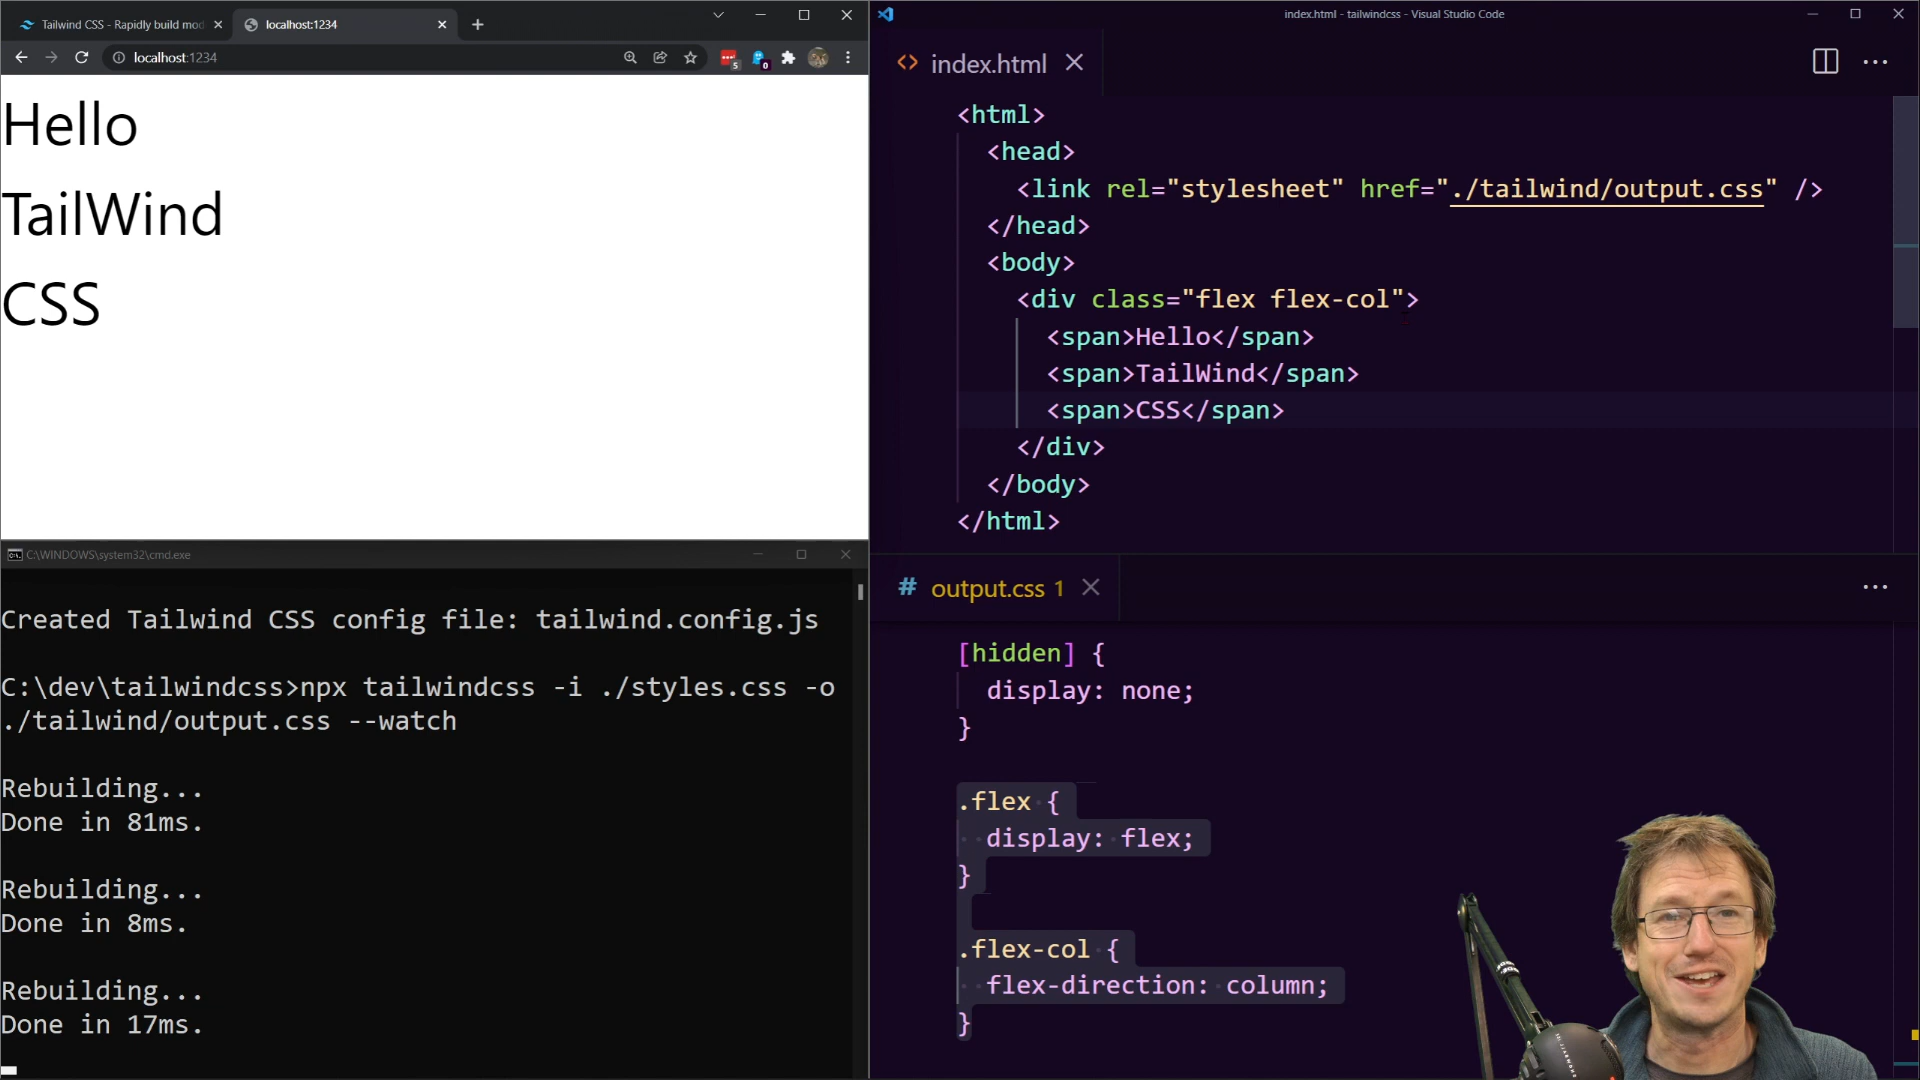 Tailwind CSS - Rapidly build mod
localhost:1234
localhost:1234
5
0
Hello
TailWind
CSS
C:\WINDOWS\system32\cmd.exe
Created Tailwind CSS config file: tailwind.config.js
C:\dev\tailwindcss>npx tailwindcss -i ./styles.css -o
./tailwind/output.css --watch
Rebuilding...
Done in 81ms.
Rebuilding...
Done in 8ms.
Rebuilding...
Done in 17ms.
index.html - tailwindcss - Visual Studio Code
index.html
<html>
<head>
<link rel="stylesheet" href="./tailwind/output.css" />
</head>
<body>
<div class="flex flex-col">
<span>Hello</span>
<span>TailWind</span>
<span>CSS</span>
</div>
</body>
</html>
# output.css 1
[hidden] {
display: none;
}
.flex {
display: flex;
}
.flex-col {
flex-direction: column;
}